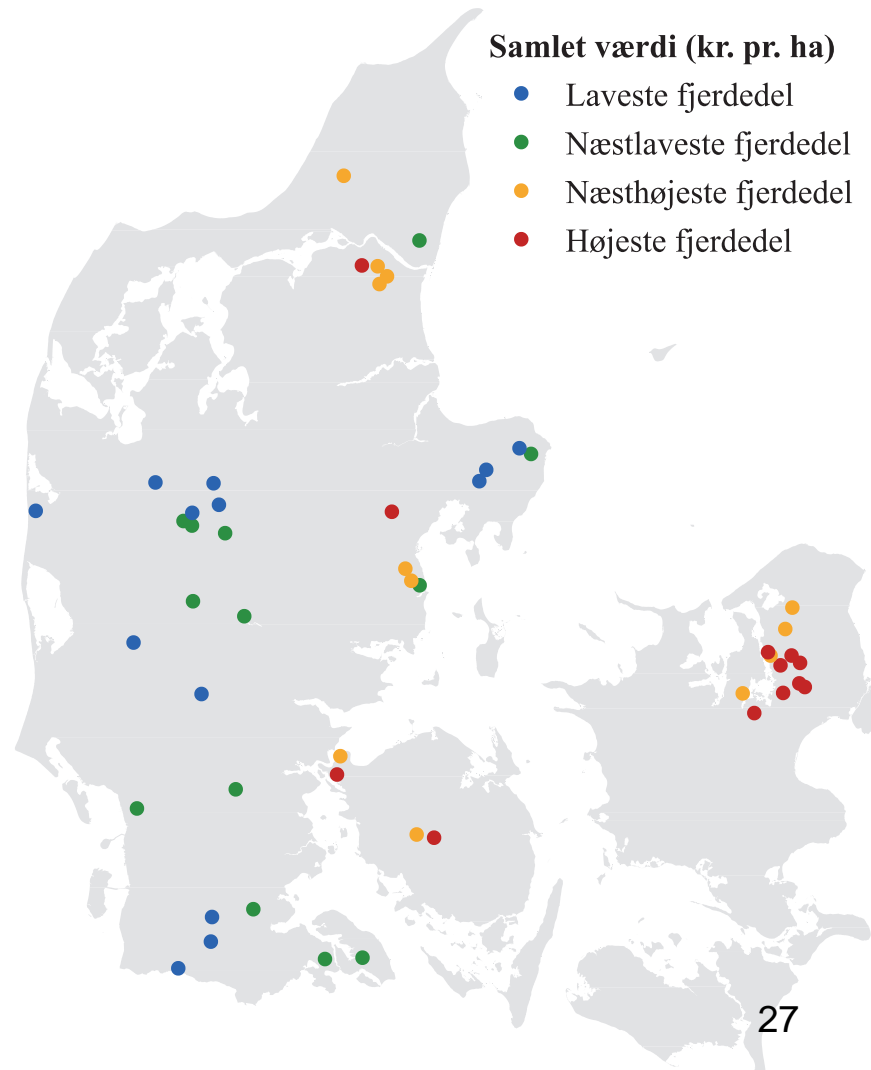 Samlet værdi (kr. pr. ha)
Laveste fjerdedel
Næstlaveste fjerdedel
Næsthøjeste fjerdedel
Højeste fjerdedel
27